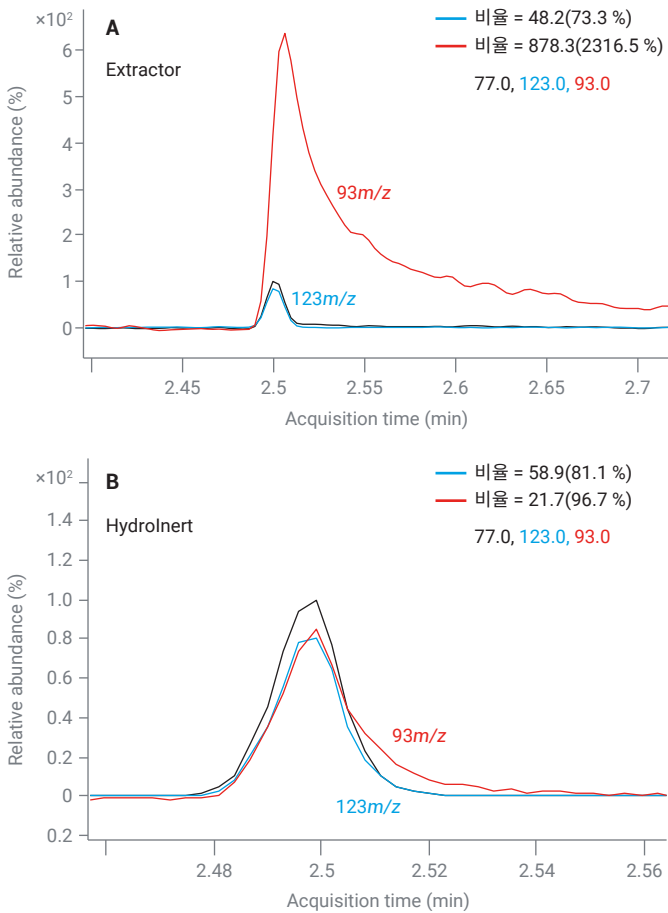 ×10²
A
Extractor
비율 = 48.2(73.3 %)
비율 = 878.3(2316.5 %)
77.0, 123.0, 93.0
6
5
4
3
2
1
0
Relative abundance (%)
93m/z
123m/z
2.45 2.5 2.55 2.6 2.65 2.7
Acquisition time (min)
×10²
B
HydroInert
비율 = 58.9(81.1 %)
비율 = 21.7(96.7 %)
77.0, 123.0, 93.0
1.4
1.2
1.0
0.8
0.6
0.4
0.2
0
0.2
Relative abundance (%)
93m/z
123m/z
2.48 2.5 2.52 2.54 2.56
Acquisition time (min)